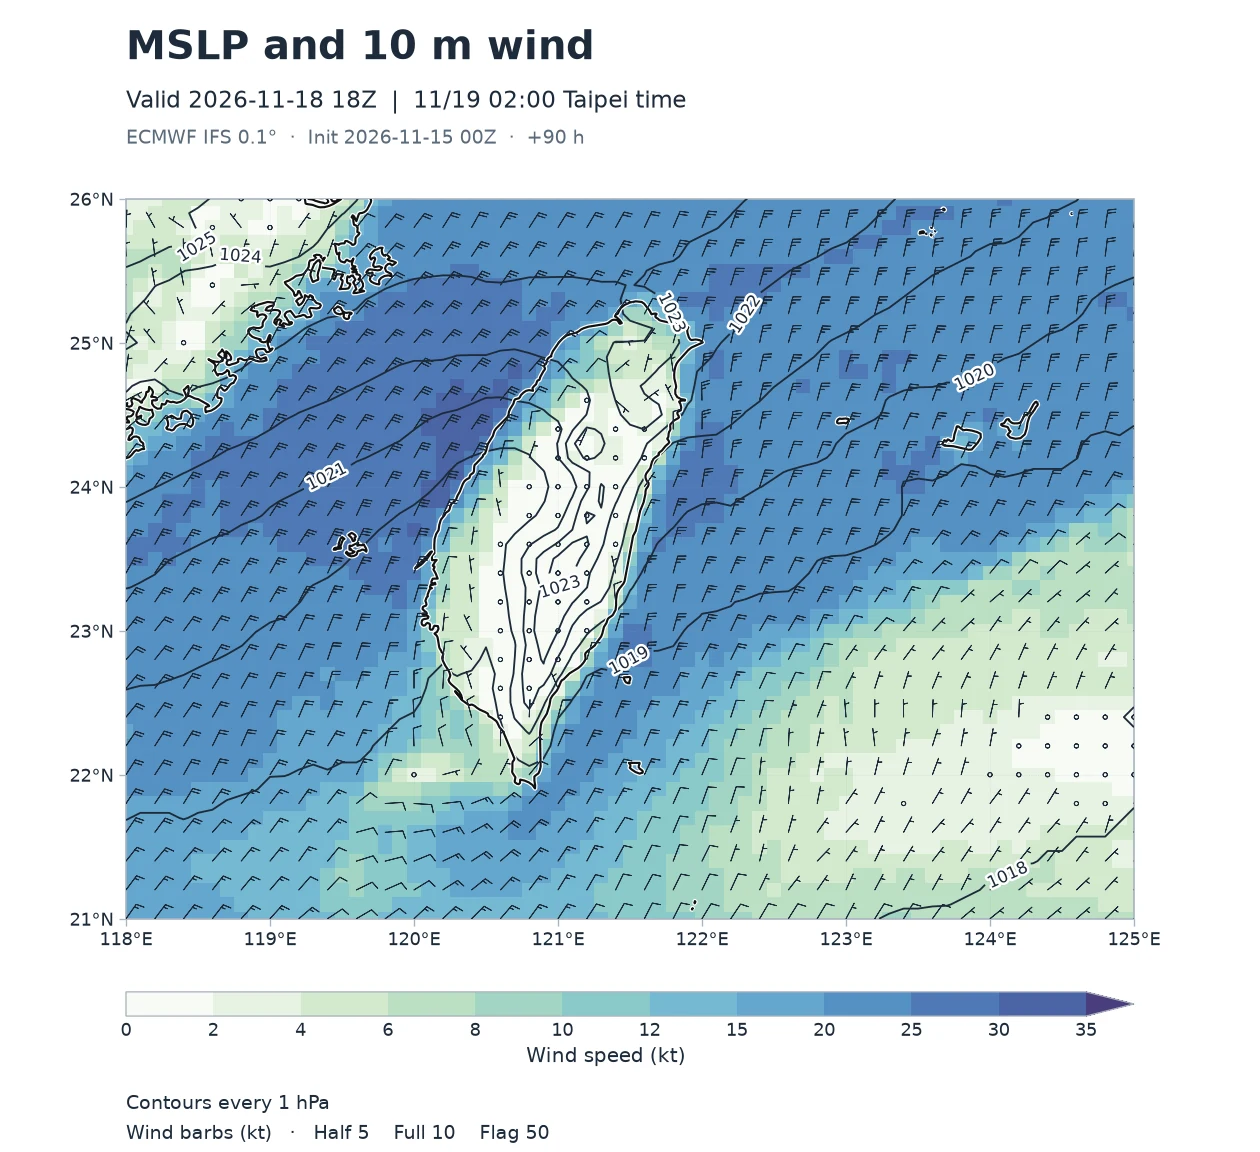 MSLP and 10 m wind
Valid 2026-11-18 18Z | 11/19 02:00 Taipei time
ECMWF IFS 0.1° · Init 2026-11-15 00Z · +90 h
26°N
25°N
24°N
23°N
22°N
21°N
1025
1024
1023
1022
1020
1021
1023
1019
1018
118°E 119°E 120°E 121°E 122°E 123°E 124°E 125°E
0 2 4 6 8 10 12 15 20 25 30 35
Wind speed (kt)
Contours every 1 hPa
Wind barbs (kt) · Half 5 Full 10 Flag 50